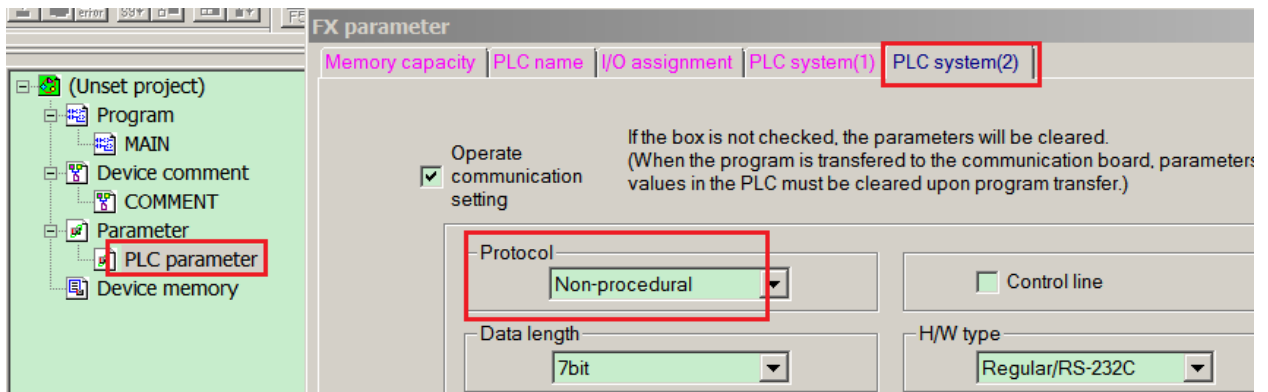 error
FX parameter
Memory capacity PLC name I/O assignment PLC system(1) PLC system(2)
(Unset project)
Program
MAIN
Device comment
COMMENT
Parameter
PLC parameter
Device memory
Operate
communication
setting
If the box is not checked, the parameters will be cleared.
(When the program is transfered to the communication board, parameters
values in the PLC must be cleared upon program transfer.)
Protocol
Non-procedural
Control line
Data length
7bit
H/W type
Regular/RS-232C